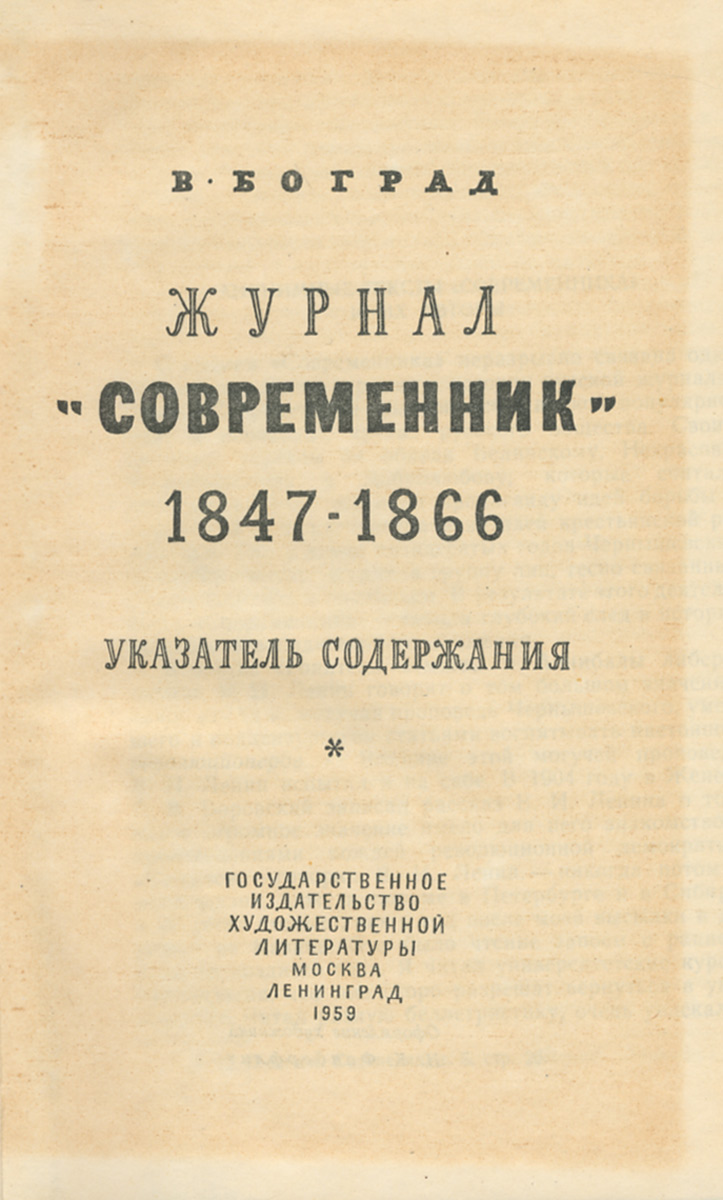 В·БОГРАД
ЖУРНАЛ
"СОВРЕМЕННИК"
1847-1866
УКАЗАТЕЛЬ СОДЕРЖАНИЯ
*
ГОСУДАРСТВЕННОЕ
ИЗДАТЕЛЬСТВО
ХУДОЖЕСТВЕННОЙ
ЛИТЕРАТУРЫ
МОСКВА
ЛЕНИНГРАД
1959